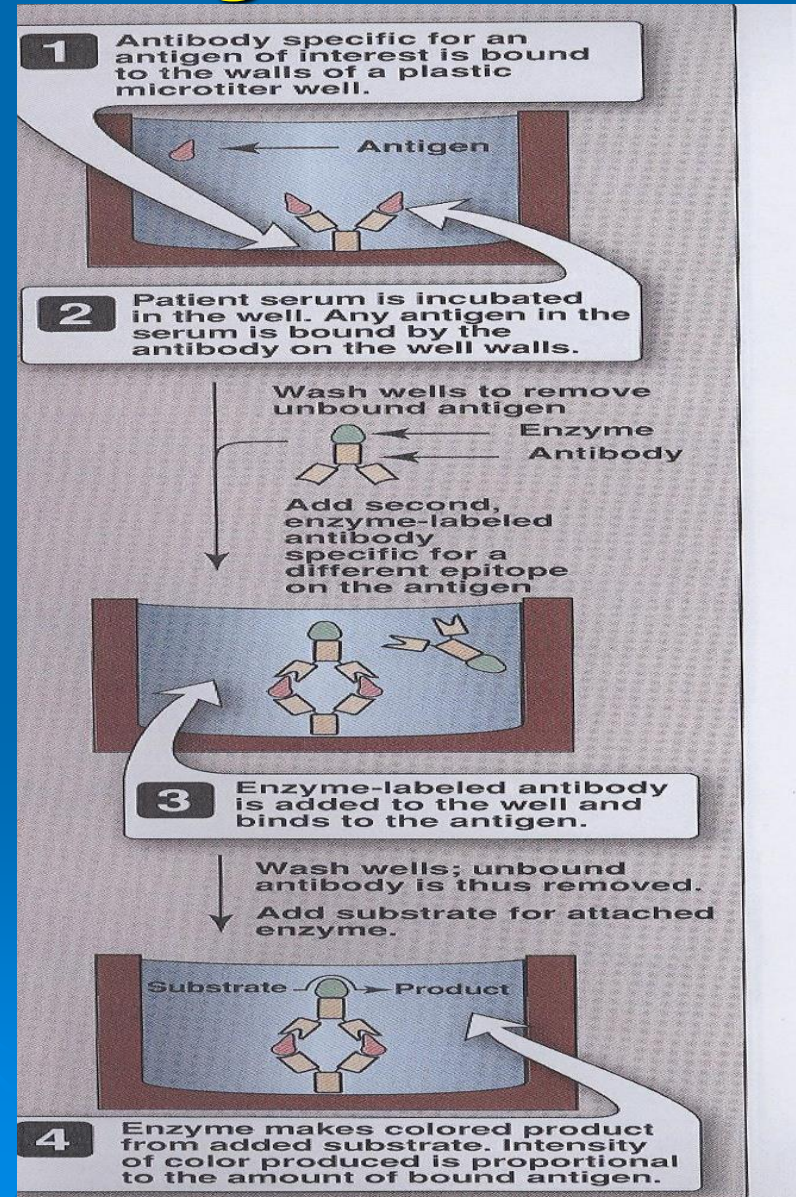 1
Antibody specific for an
antigen of interest is bound
to the walls of a plastic
microtiter well.
Antigen
2
Patient serum is incubated
in the well. Any antigen in the
serum is bound by the
antibody on the well walls.
Wash wells to remove
unbound antigen
Enzyme
Antibody
Add second,
enzyme-labeled
antibody
specific for a
different epitope
on the antigen
3
Enzyme-labeled antibody
is added to the well and
binds to the antigen.
Wash wells; unbound
antibody is thus removed.
Add substrate for attached
enzyme.
Substrate Product
4
Enzyme makes colored product
from added substrate. Intensity
of color produced is proportional
to the amount of bound antigen.